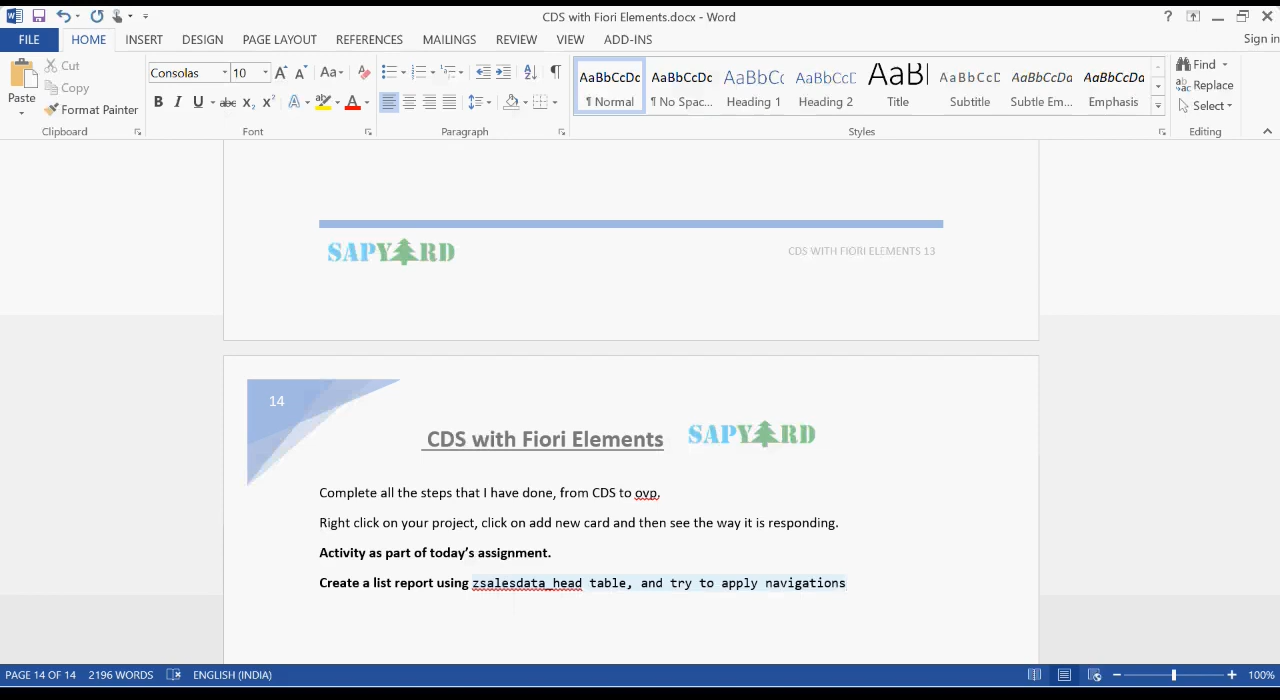 CDS with Fiori Elements.docx - Word
?
Sign in
FILE HOME INSERT DESIGN PAGE LAYOUT REFERENCES MAILINGS REVIEW VIEW ADD-INS
Paste
Cut
Copy
Format Painter
Clipboard
Consolas 10
Font
Paragraph
AaBbCcDc AaBbCcDc AaBbCc AaBbCcD AaB AaBbCcD AaBbCcDa AaBbCcDa
¶ Normal ¶ No Spac... Heading 1 Heading 2 Title Subtitle Subtle Em... Emphasis
Styles
Find
Replace
Select
Editing
SAPYARD
CDS WITH FIORI ELEMENTS 13
14
CDS with Fiori Elements SAPYARD
Complete all the steps that I have done, from CDS to ovp.
Right click on your project, click on add new card and then see the way it is responding.
Activity as part of today’s assignment.
Create a list report using zsalesdata_head table, and try to apply navigations
PAGE 14 OF 14 2196 WORDS ENGLISH (INDIA) 100%